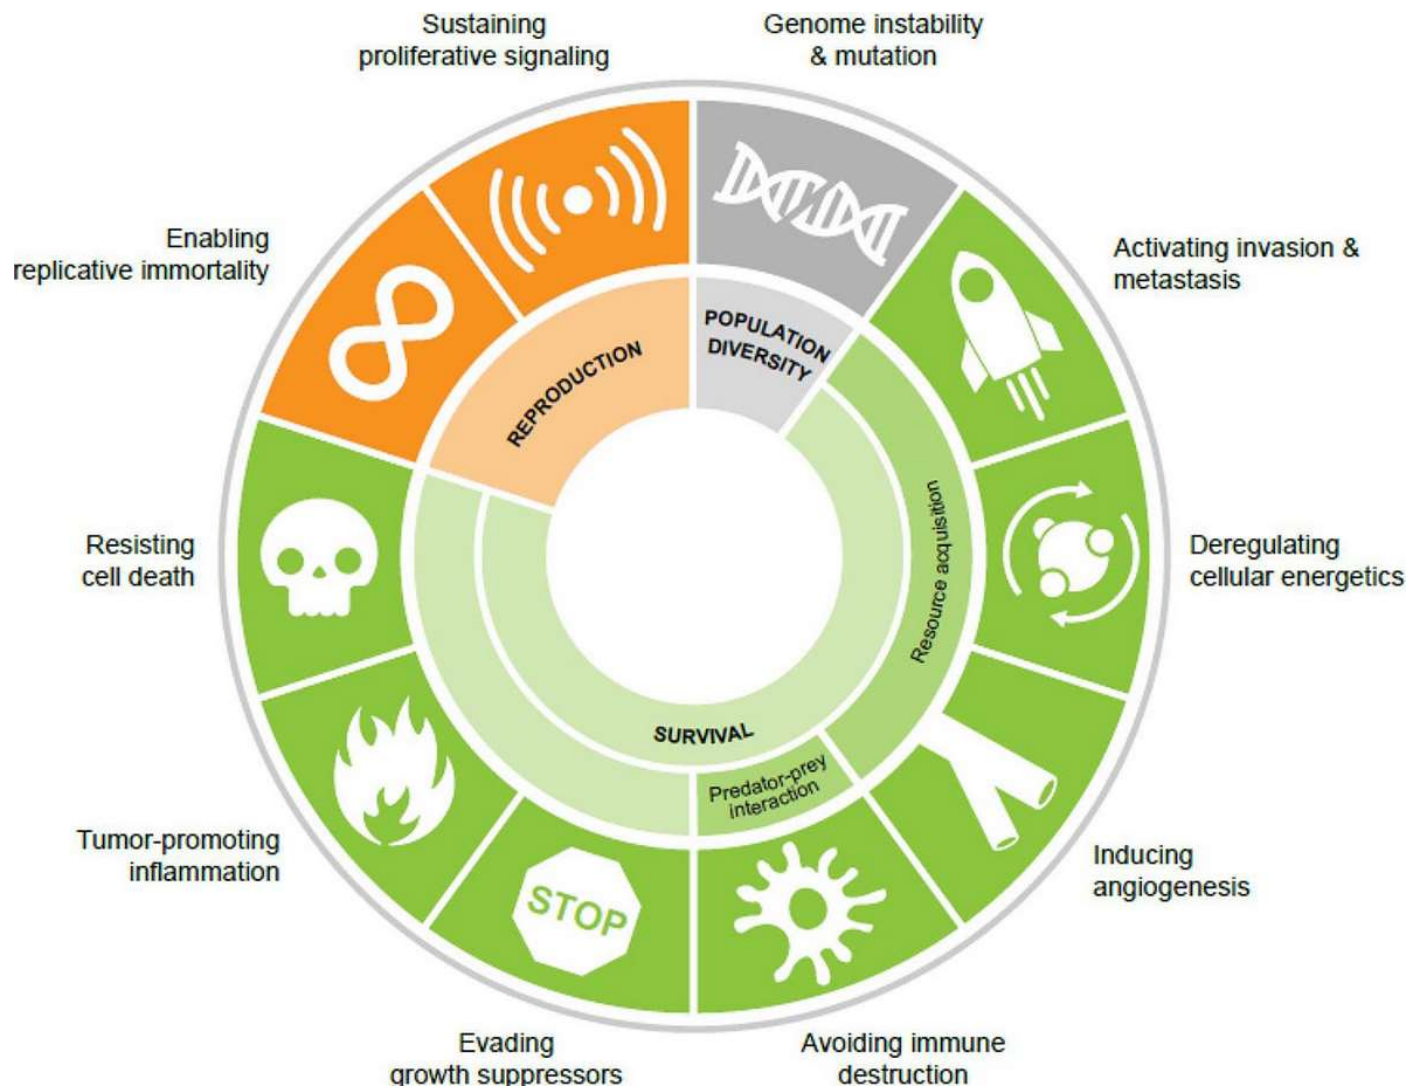 Sustaining
proliferative signaling
Genome instability
& mutation
Enabling
replicative immortality
Activating invasion &
metastasis
POPULATION
DIVERSITY
REPRODUCTION
Resource acquisition
Resisting
cell death
Deregulating
cellular energetics
SURVIVAL
Predator-prey
interaction
Tumor-promoting
inflammation
Inducing
angiogenesis
STOP
Evading
growth suppressors
Avoiding immune
destruction